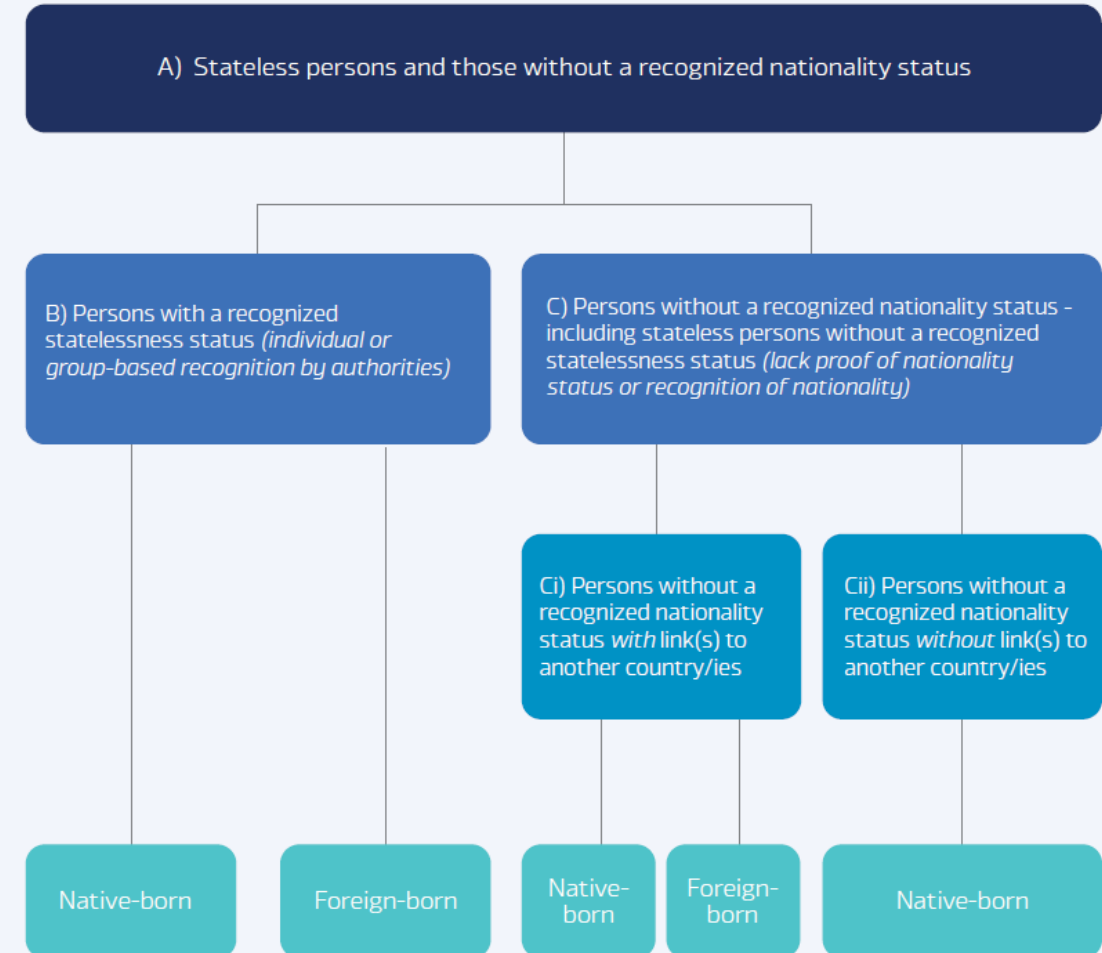 A) Stateless persons and those without a recognized nationality status
B) Persons with a recognized
statelessness status (individual or
group-based recognition by authorities)
C) Persons without a recognized nationality status -
including stateless persons without a recognized
statelessness status (lack proof of nationality
status or recognition of nationality)
Ci) Persons without a
recognized nationality
status with link(s) to
another country/ies
Cii) Persons without a
recognized nationality
status without link(s) to
another country/ies
Native-born
Foreign-born
Native-
born
Foreign-
born
Native-born